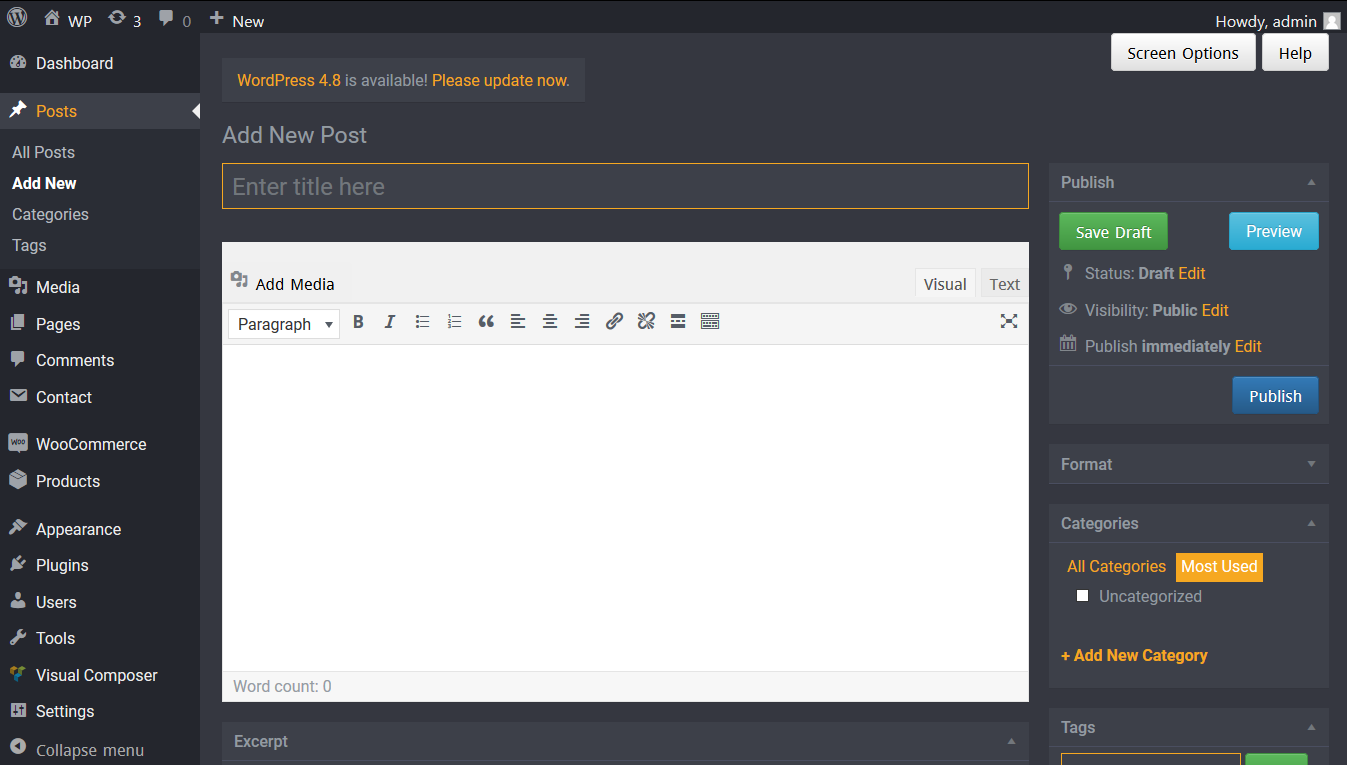 WP 3 0 New Howdy, admin
Screen Options Help
Dashboard
Posts
All Posts
Add New
Categories
Tags
Media
Pages
Comments
Contact
WOO WooCommerce
Products
Appearance
Plugins
Users
Tools
Visual Composer
Settings
Collapse menu
WordPress 4.8 is available! Please update now.
Add New Post
Enter title here
Add Media Visual Text
Paragraph B I
Word count: 0
Excerpt
Publish
Save Draft Preview
Status: Draft Edit
Visibility: Public Edit
Publish immediately Edit
Publish
Format
Categories
All Categories Most Used
Uncategorized
+ Add New Category
Tags